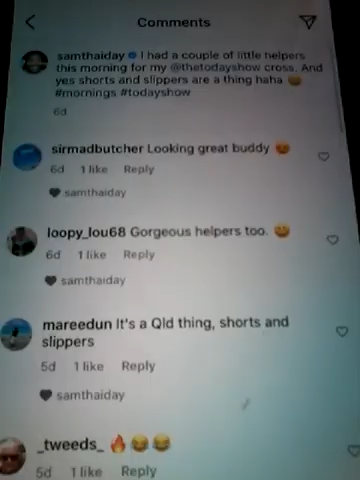 Comments
samthaiday I had a couple of little helpers
this morning for my @thetodayshow cross. And
yes shorts and slippers are a thing haha 😄
#mornings #todayshow
6d
sirmadbutcher Looking great buddy 😍
6d 1 like Reply
samthaiday
loopy_lou68 Gorgeous helpers too. 😄
6d 1 like Reply
samthaiday
mareedun It's a Qld thing, shorts and
slippers
5d 1 like Reply
samthaiday
_tweeds_ 🔥😂😂
5d 1 like Reply